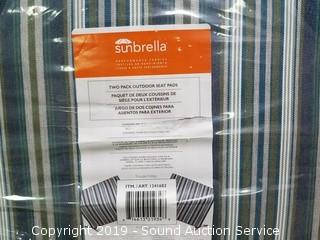 sunbrella
PERFORMANCE FABRICS
TWO PACK OUTDOOR SEAT PADS
PAQUET DE DEUX COUSSINS DE
SIÈGE POUR L'EXTÉRIEUR
JUEGO DE DOS COJINES PARA
ASIENTOS PARA EXTERIOR
ITM./ART. 1241682
Copyright 2019 - Sound Auction Service